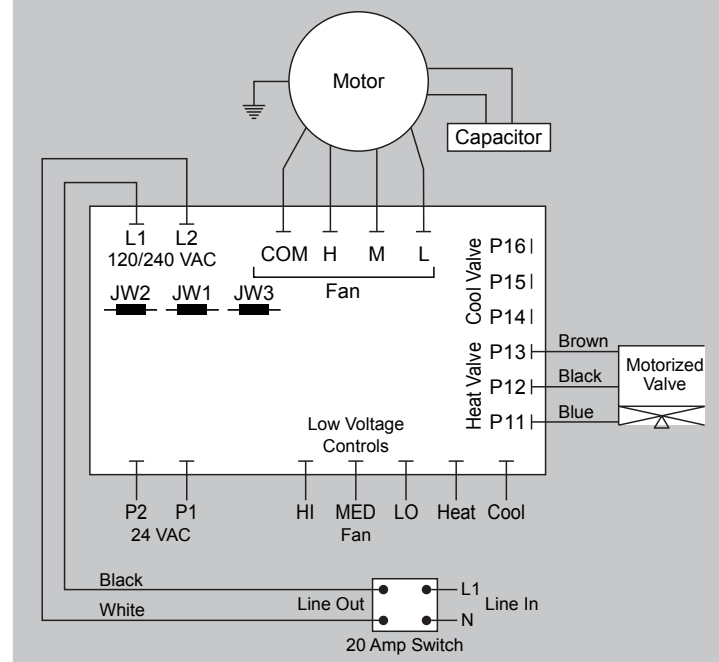 Motor
Capacitor
L1 L2
120/240 VAC
COM H M L
Fan
JW2 JW1 JW3
Cool Valve
P16
P15
P14
Heat Valve
P13
P12
P11
Brown
Black
Blue
Motorized
Valve
Low Voltage
Controls
P2 P1
24 VAC
HI MED LO Heat Cool
Fan
Black
White
Line Out
L1
Line In
N
20 Amp Switch